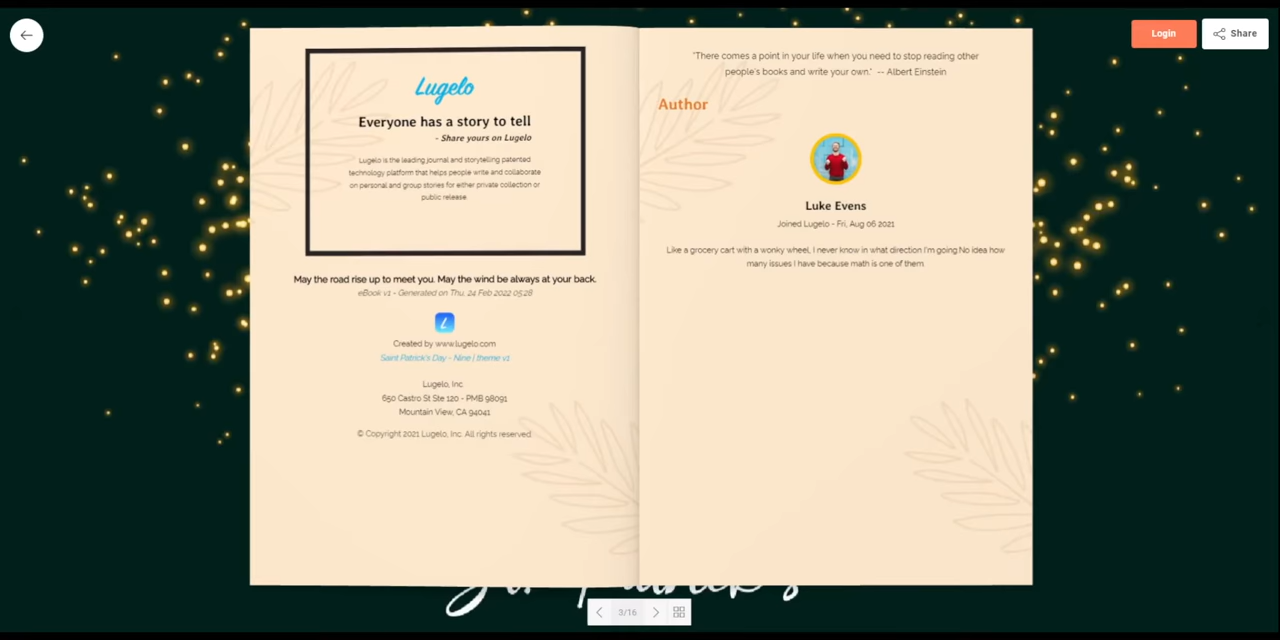 Login
Share
Lugelo
Everyone has a story to tell
- Share yours on Lugelo
Lugelo is the leading journal and storytelling patented
technology platform that helps people write and collaborate
on personal and group stories for either private collection or
public release
May the road rise up to meet you. May the wind be always at your back.
eBook v1 - Generated on Thu, 24 Feb 2022 05:28
L
Created by www.lugelo.com
Saint Patrick's Day - Nine | theme v1
Lugelo, Inc.
650 Castro St Ste 120 - PMB 98091
Mountain View, CA 94041
© Copyright 2021 Lugelo, Inc. All rights reserved.
"There comes a point in your life when you need to stop reading other
people's books and write your own." -- Albert Einstein
Author
Luke Evens
Joined Lugelo - Fri, Aug 06 2021
Like a grocery cart with a wonky wheel, I never know in what direction I'm going.No idea how
many issues I have because math is one of them.
3/16